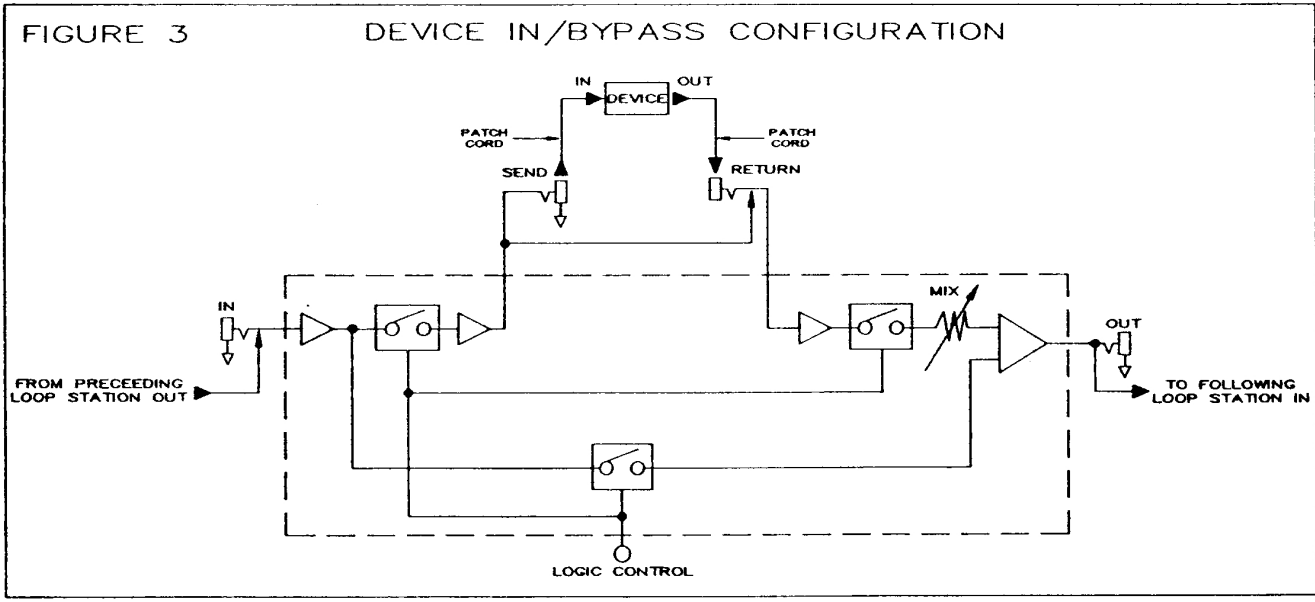 FIGURE 3
DEVICE IN/BYPASS CONFIGURATION
IN
OUT
DEVICE
PATCH
CORD
PATCH
CORD
SEND
RETURN
IN
MIX
OUT
FROM PRECEEDING
LOOP STATION OUT
TO FOLLOWING
LOOP STATION IN
LOGIC CONTROL